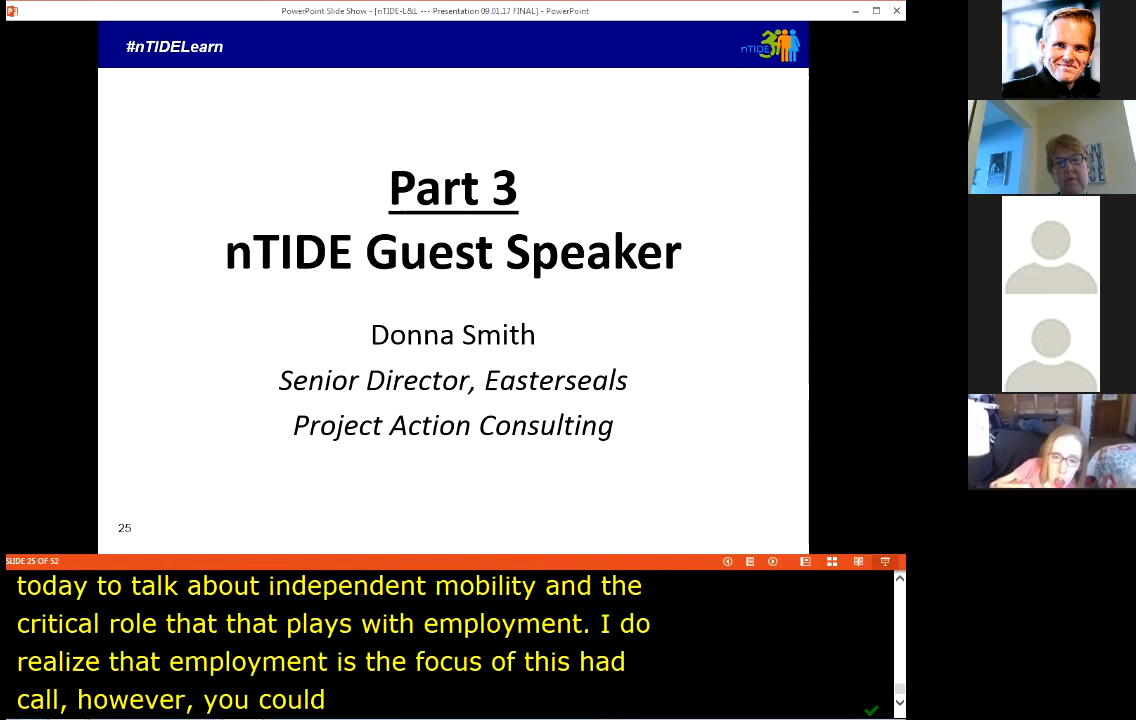 PowerPoint Slide Show - [nTIDE-L&L --- Presentation 09.01.17 FINAL] - PowerPoint
#nTIDELearn
nTIDE
Part 3
nTIDE Guest Speaker
Donna Smith
Senior Director, Easterseals
Project Action Consulting
25
SLIDE 25 OF 52
today to talk about independent mobility and the
critical role that that plays with employment. I do
realize that employment is the focus of this had
call, however, you could